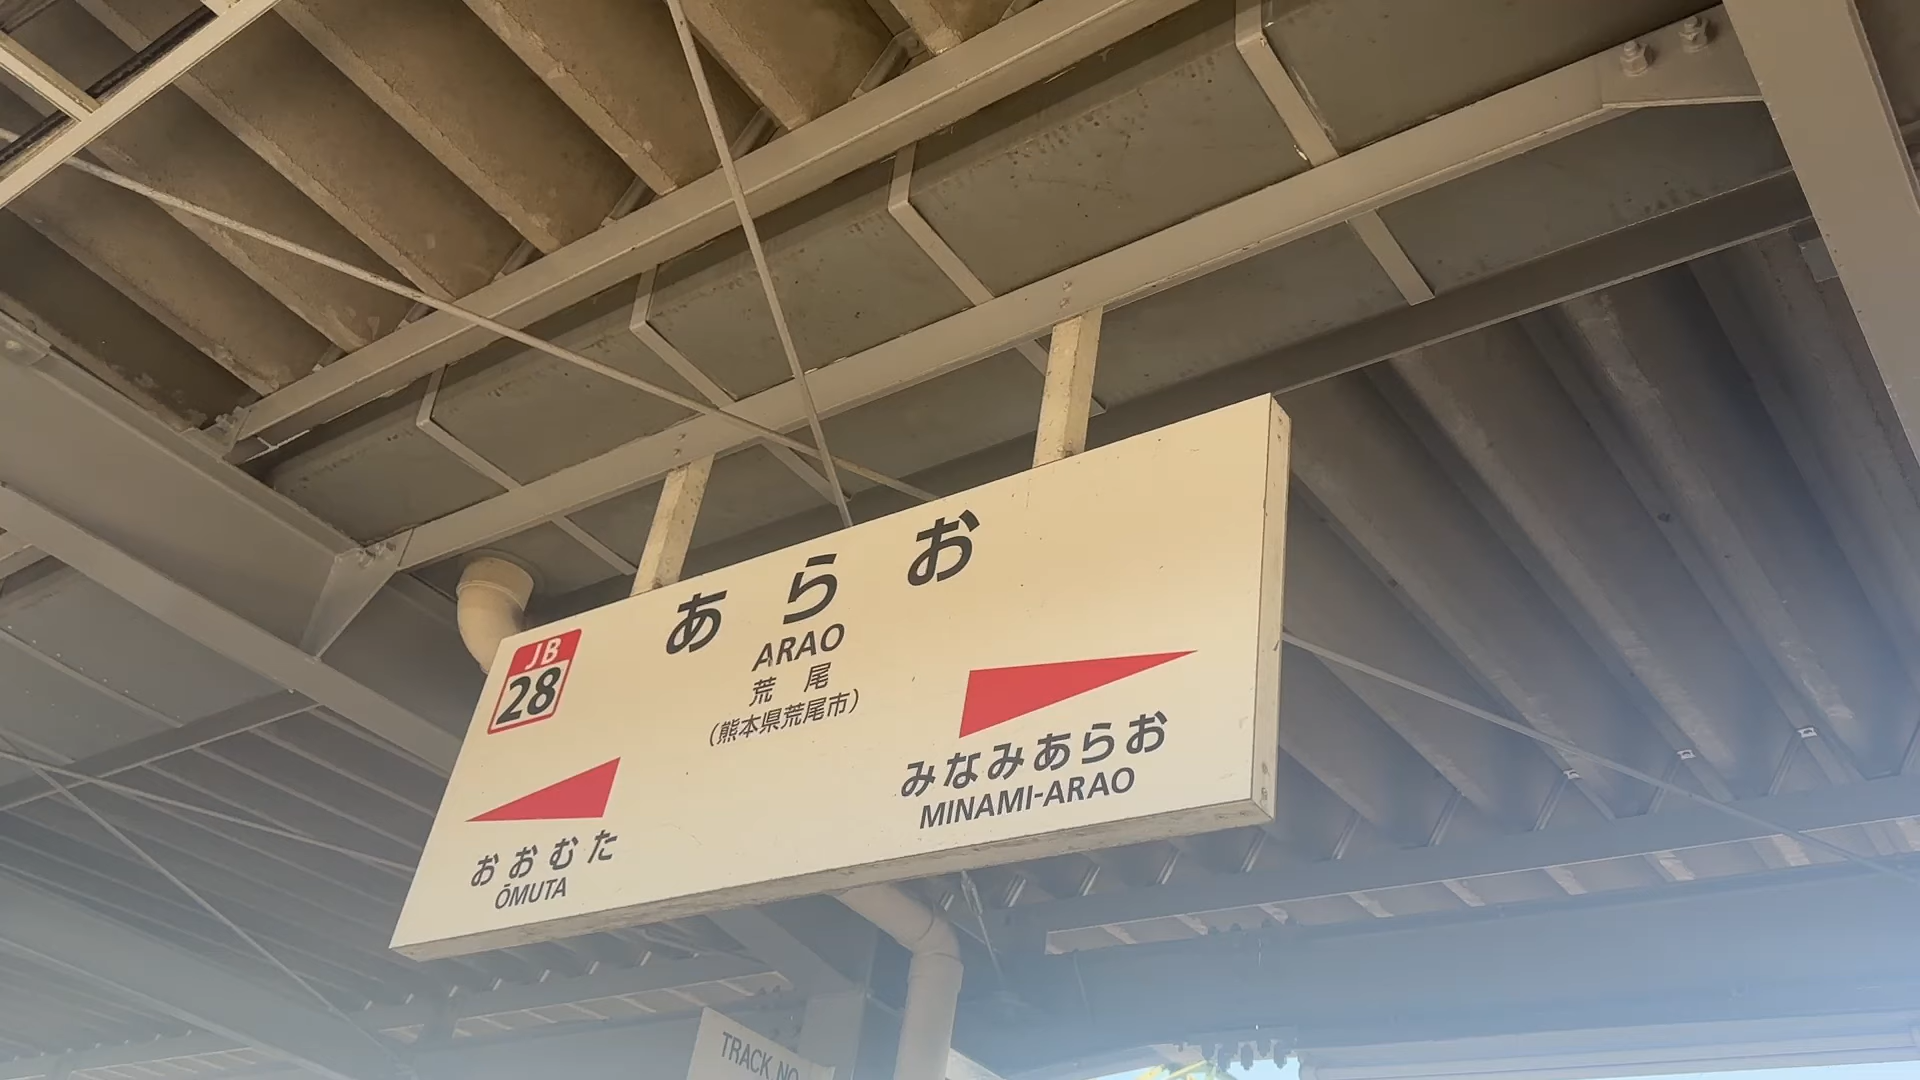 あらお
ARAO
荒尾
(熊本県荒尾市)
JB
28
おおむた
ŌMUTA
みなみあらお
MINAMI-ARAO
TRACK NO